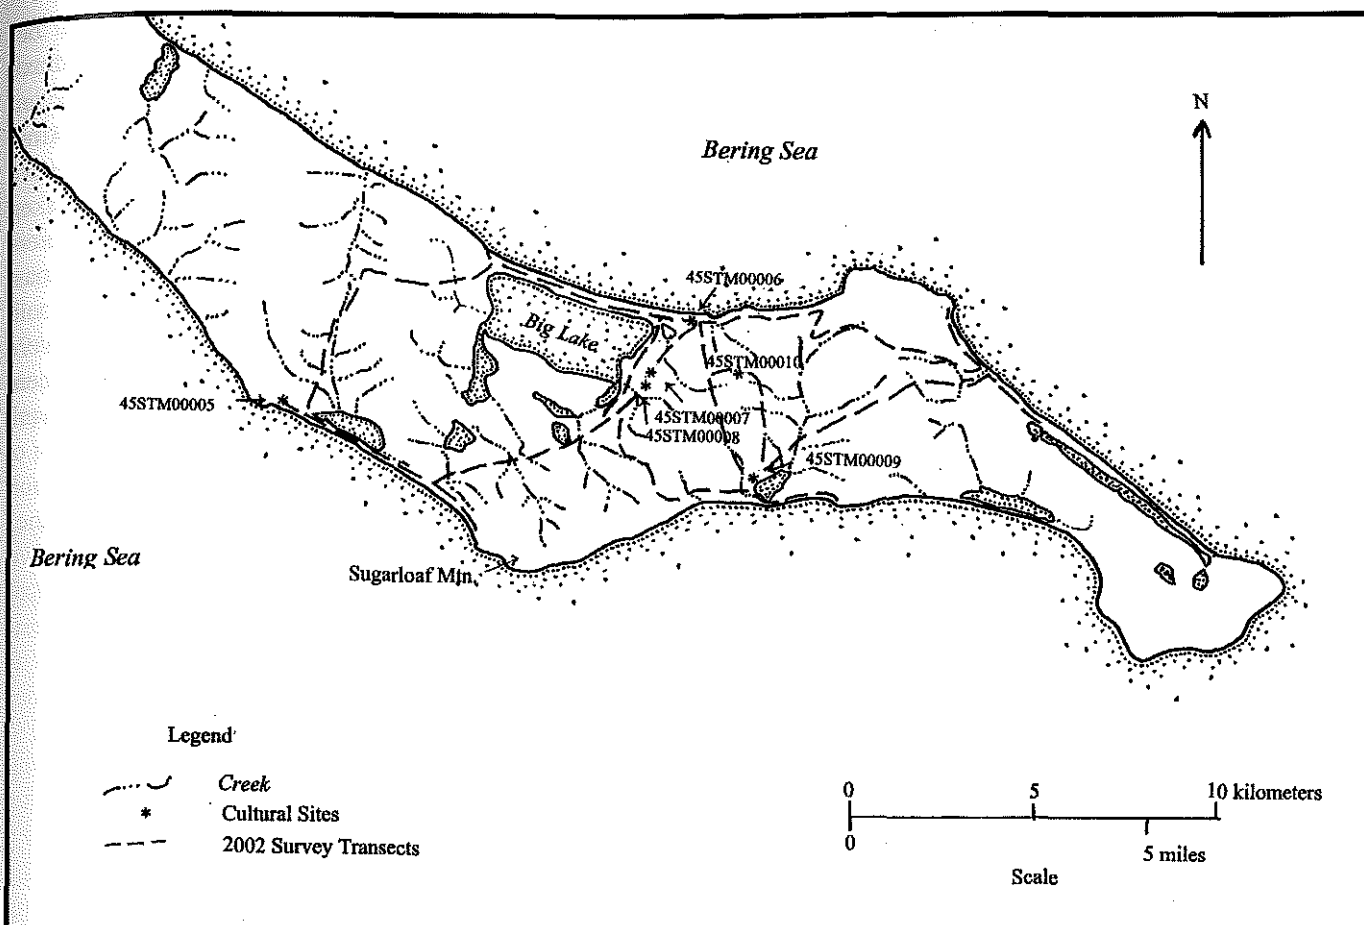 N
Bering Sea
45STM00006
Big Lake
45STM00010
45STM00005
45STM00007
45STM00008
45STM00009
Bering Sea
Sugarloaf Mtn.
Legend
Creek
Cultural Sites
2002 Survey Transects
0 5 10 kilometers
0 5 miles
Scale